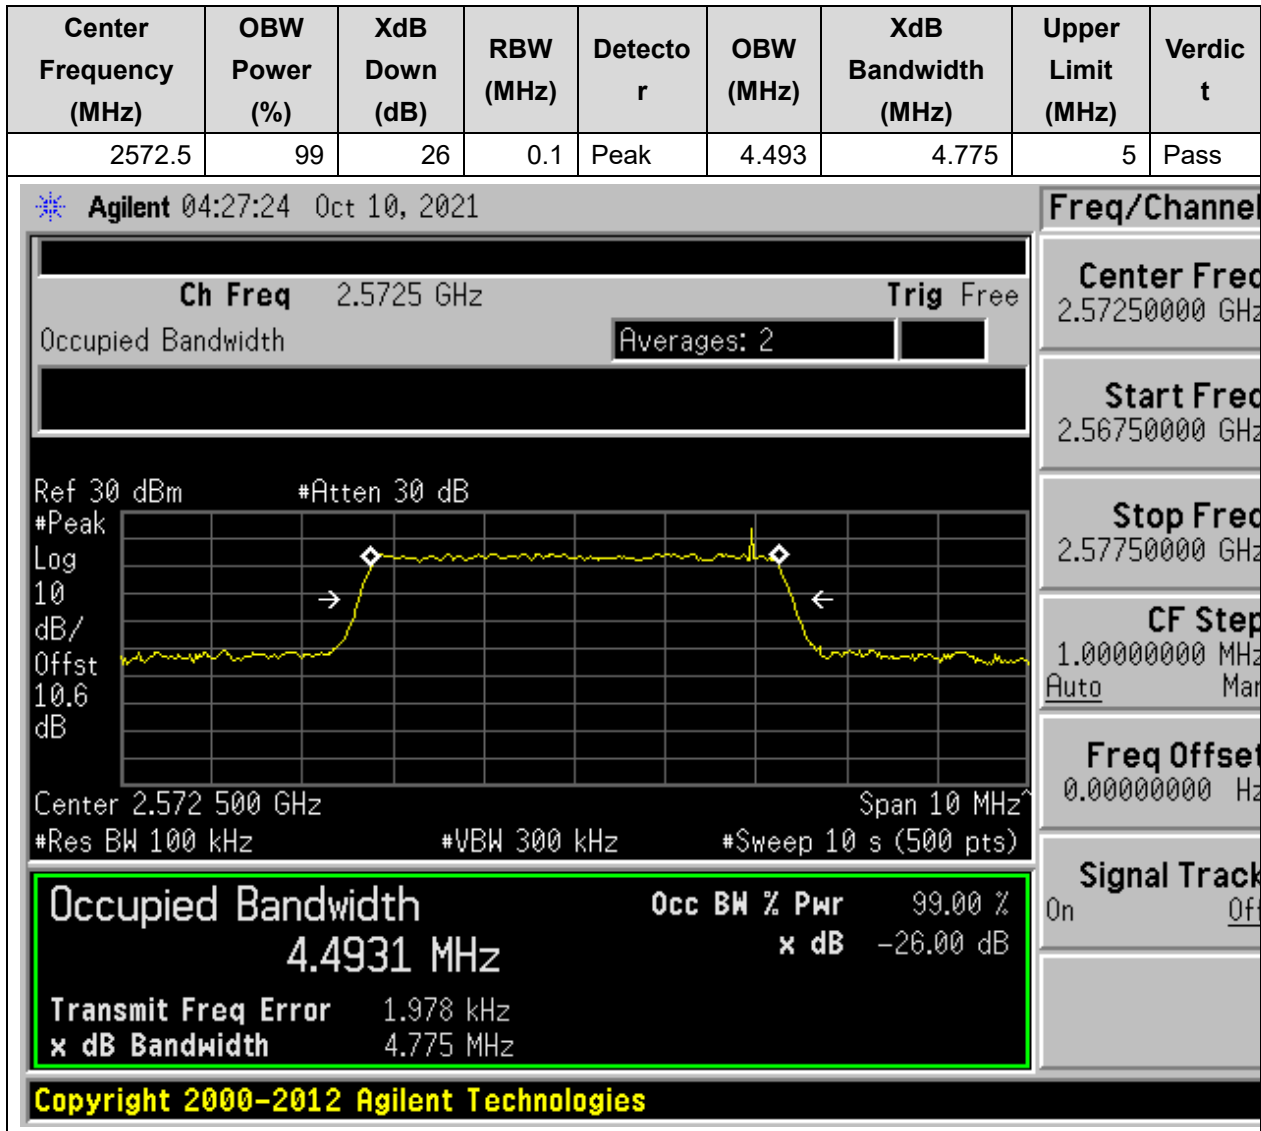 Center Frequency (MHz) OBW Power (%) XdB Down (dB) RBW (MHz) Detector OBW (MHz) XdB Bandwidth (MHz) Upper Limit (MHz) Verdict
2572.5 99 26 0.1 Peak 4.493 4.775 5 Pass
Agilent 04:27:24 Oct 10, 2021
Ch Freq 2.5725 GHz Trig Free
Occupied Bandwidth Averages: 2
Ref 30 dBm #Atten 30 dB
#Peak
Log
10
dB/
Offst
10.6
dB
Center 2.572 500 GHz Span 10 MHz^
#Res BW 100 kHz #VBW 300 kHz #Sweep 10 s (500 pts)
Occupied Bandwidth Occ BW % Pwr 99.00 %
4.4931 MHz x dB -26.00 dB
Transmit Freq Error 1.978 kHz
x dB Bandwidth 4.775 MHz
Copyright 2000-2012 Agilent Technologies
Freq/Channel
Center Freq
2.57250000 GHz
Start Freq
2.56750000 GHz
Stop Freq
2.57750000 GHz
CF Step
1.00000000 MHz
Auto Man
Freq Offset
0.00000000 Hz
Signal Track
On Off